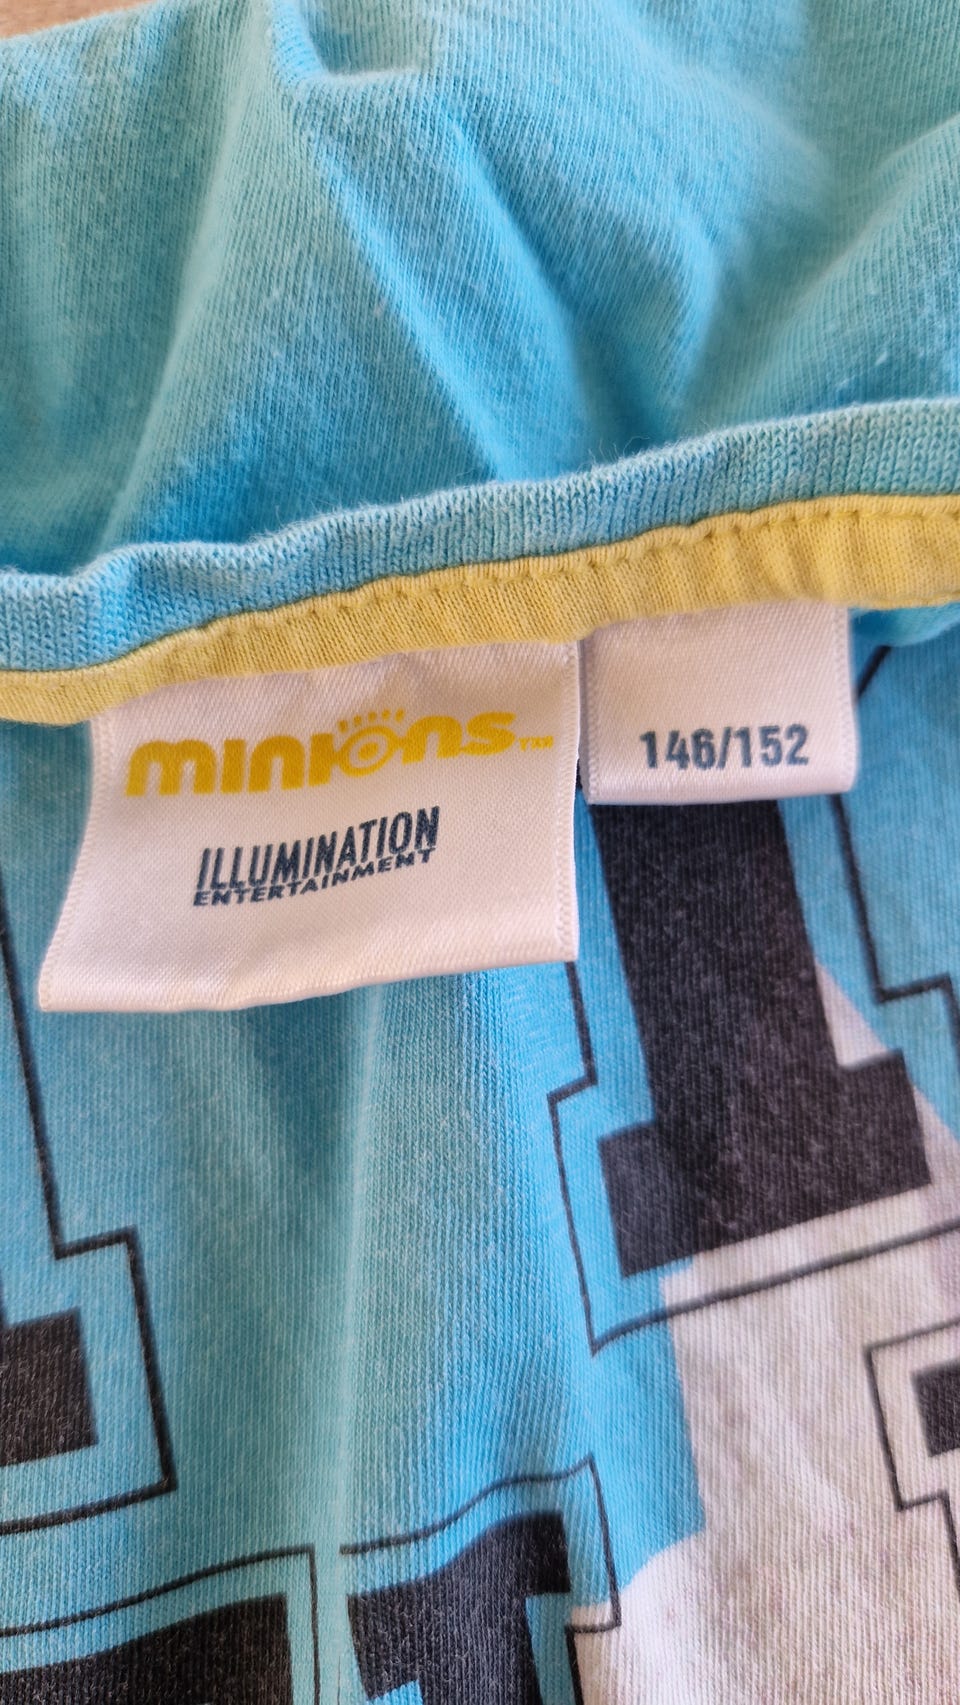 minions™
ILLUMINATION
ENTERTAINMENT
146/152